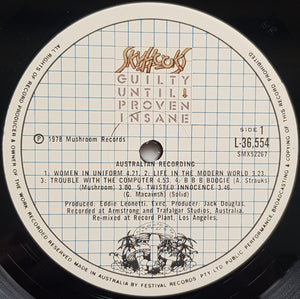 SKYHOOKS
GUILTY
UNTIL
PROVEN
INSANE
SIDE 1
℗ 1978 Mushroom Records
L-36,554
SMX52267
AUSTRALIAN RECORDING
1. WOMEN IN UNIFORM 4.21, 2. LIFE IN THE MODERN WORLD 3.23,
3. TROUBLE WITH THE COMPUTER 4.53, 4. B B BOOGIE (A. Strauks)
(Mushroom) 3.00, 5. TWISTED INNOCENCE 3.46.
(G. Macainsh) (Solid)
Produced: Eddie Leonetti. Exec. Producer: Jack Douglas.
Recorded at Armstrong and Trafalgar Studios, Australia.
Re-mixed at Record Plant, Los Angeles.
ALL RIGHTS OF RECORD PRODUCER & OWNER OF THE WORK RECORDED RESERVED. MADE IN AUSTRALIA BY FESTIVAL RECORDS PTY. LTD. PUBLIC PERFORMANCE, BROADCASTING & COPYING OF THIS RECORD PROHIBITED